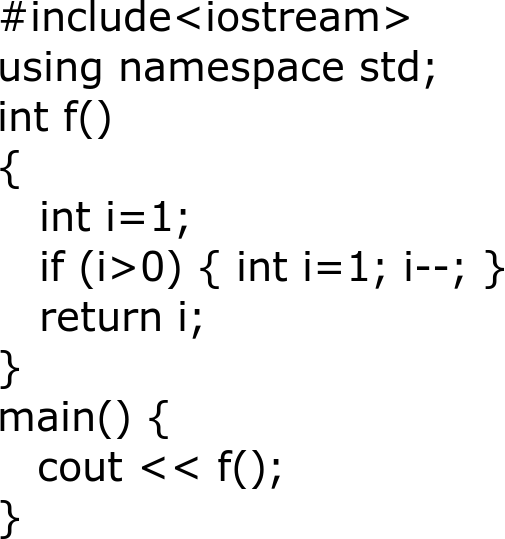 #include<iostream>
using namespace std;
int f()
{
int i=1;
if (i>0) { int i=1; i--; }
return i;
}
main() {
cout << f();
}